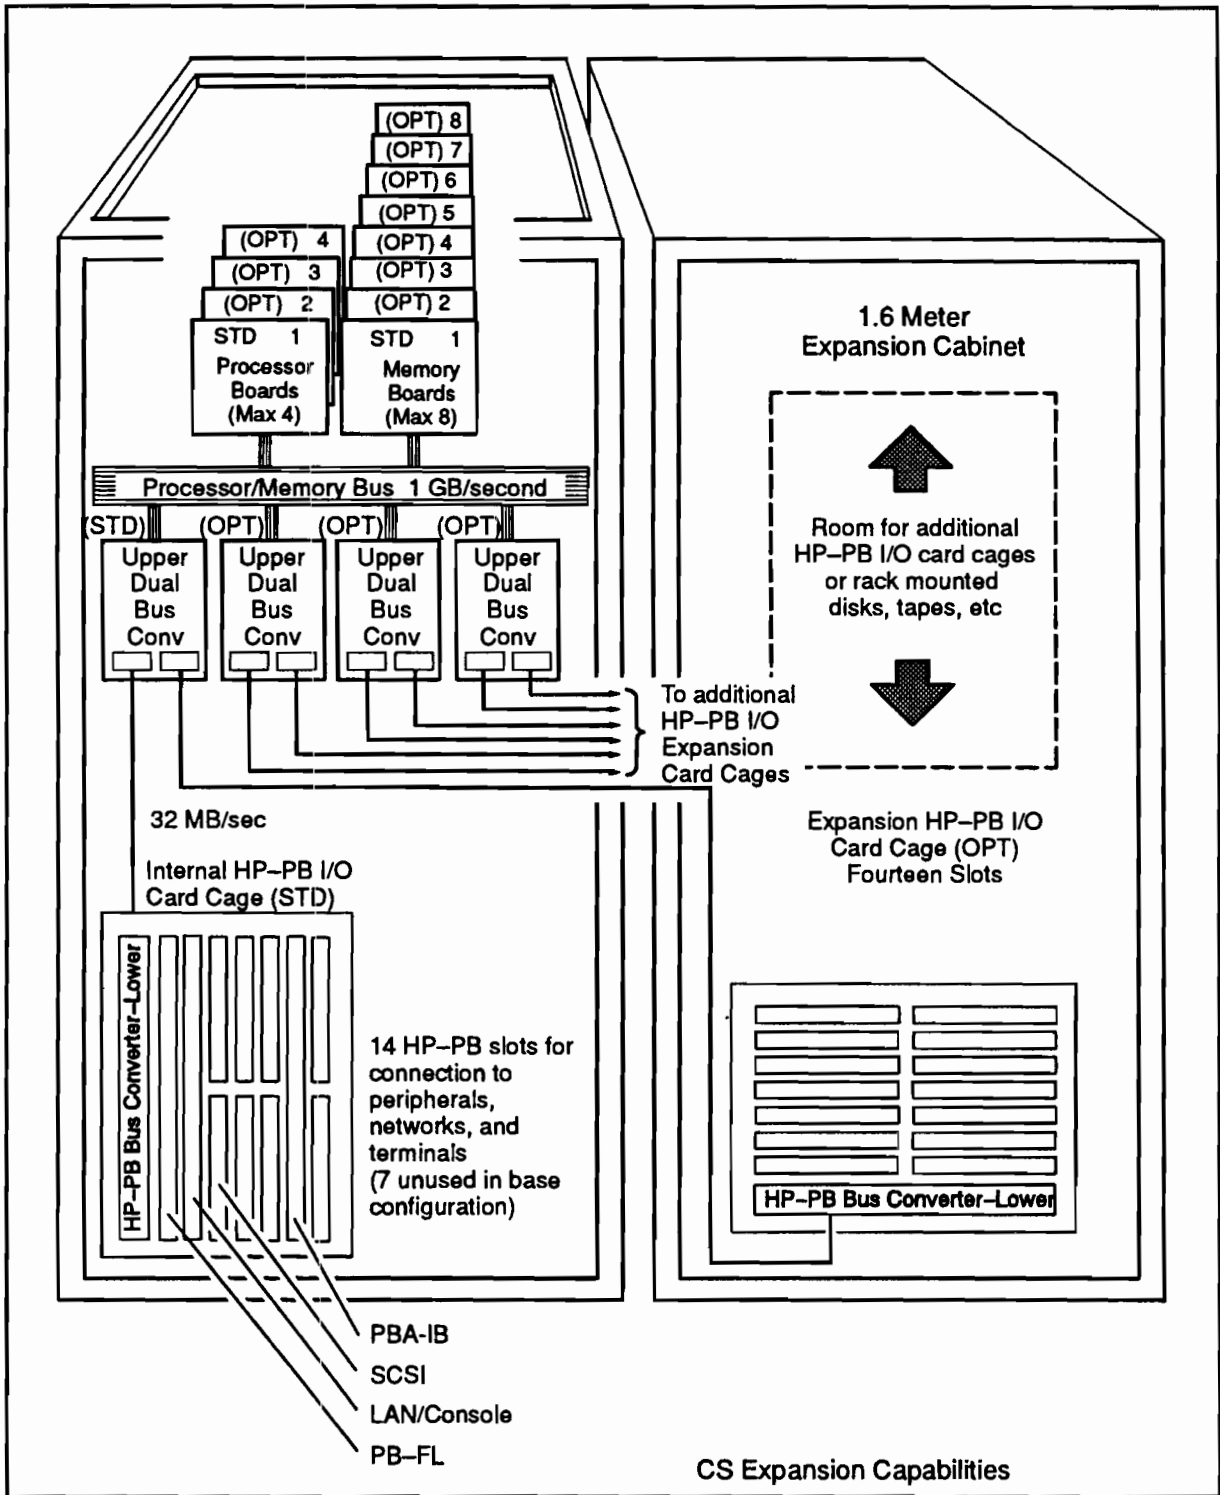 (OPT) 8
(OPT) 7
(OPT) 6
(OPT) 5
(OPT) 4
(OPT) 3
(OPT) 2
STD 1
Memory
Boards
(Max 8)
(OPT) 4
(OPT) 3
(OPT) 2
STD 1
Processor
Boards
(Max 4)
Processor/Memory Bus 1 GB/second
(STD)
(OPT)
(OPT)
(OPT)
Upper
Dual
Bus
Conv
Upper
Dual
Bus
Conv
Upper
Dual
Bus
Conv
Upper
Dual
Bus
Conv
To additional
HP–PB I/O
Expansion
Card Cages
32 MB/sec
Internal HP–PB I/O
Card Cage (STD)
HP–PB Bus Converter–Lower
14 HP–PB slots for
connection to
peripherals,
networks, and
terminals
(7 unused in base
configuration)
PBA-IB
SCSI
LAN/Console
PB–FL
1.6 Meter
Expansion Cabinet
Room for additional
HP–PB I/O card cages
or rack mounted
disks, tapes, etc
Expansion HP–PB I/O
Card Cage (OPT)
Fourteen Slots
HP–PB Bus Converter–Lower
CS Expansion Capabilities